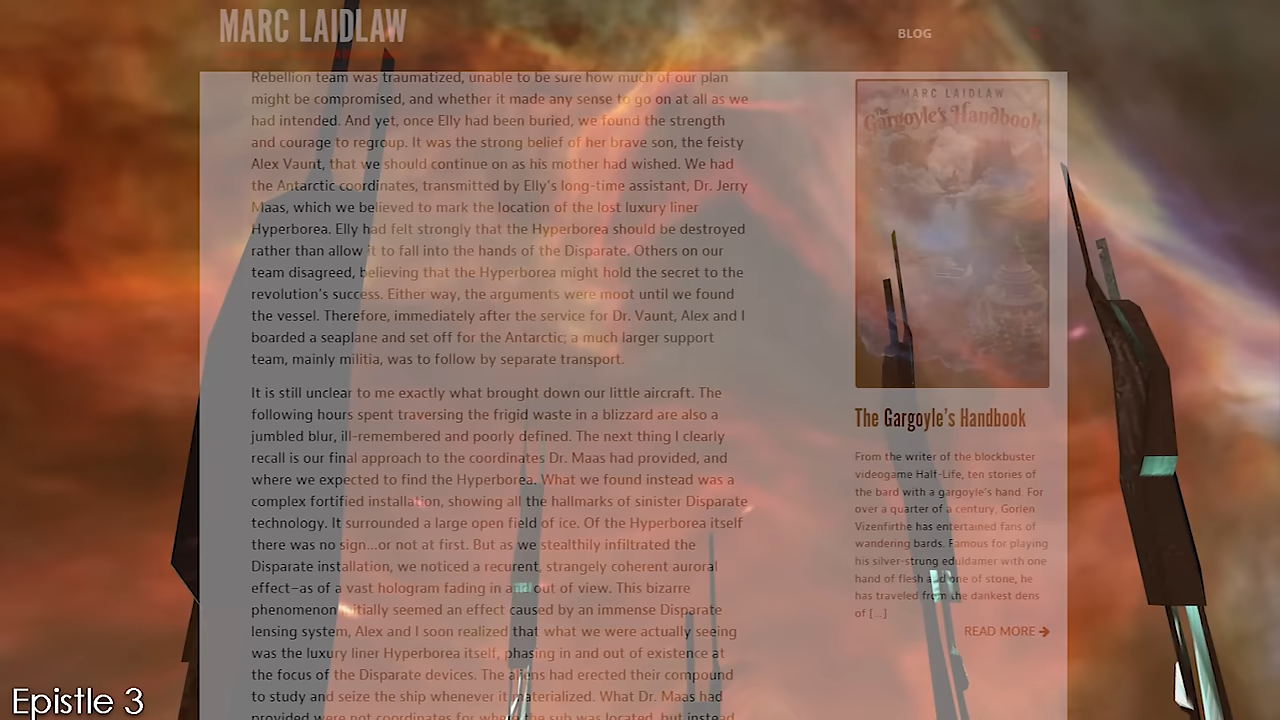 MARC LAIDLAW
BLOG
Rebellion team was traumatized, unable to be sure how much of our plan
might be compromised, and whether it made any sense to go on at all as we
had intended. And yet, once Elly had been buried, we found the strength
and courage to regroup. It was the strong belief of her brave son, the feisty
Alex Vaunt, that we should continue on as his mother had wished. We had
the Antarctic coordinates, transmitted by Elly's long-time assistant, Dr. Jerry
Maas, which we believed to mark the location of the lost luxury liner
Hyperborea. Elly had felt strongly that the Hyperborea should be destroyed
rather than allow it to fall into the hands of the Disparate. Others on our
team disagreed, believing that the Hyperborea might hold the secret to the
revolution's success. Either way, the arguments were moot until we found
the vessel. Therefore, immediately after the service for Dr. Vaunt, Alex and I
boarded a seaplane and set off for the Antarctic; a much larger support
team, mainly militia, was to follow by separate transport.
It is still unclear to me exactly what brought down our little aircraft. The
following hours spent traversing the frigid waste in a blizzard are also a
jumbled blur, ill-remembered and poorly defined. The next thing I clearly
recall is our final approach to the coordinates Dr. Maas had provided, and
where we expected to find the Hyperborea. What we found instead was a
complex fortified installation, showing all the hallmarks of sinister Disparate
technology. It surrounded a large open field of ice. Of the Hyperborea itself
there was no sign...or not at first. But as we stealthily infiltrated the
Disparate installation, we noticed a recurent, strangely coherent auroral
effect–as of a vast hologram fading in and out of view. This bizarre
phenomenon initially seemed an effect caused by an immense Disparate
lensing system, Alex and I soon realized that what we were actually seeing
was the luxury liner Hyperborea itself, phasing in and out of existence at
the focus of the Disparate devices. The aliens had erected their compound
to study and seize the ship whenever it materialized. What Dr. Maas had
provided were not coordinates for where the sub was located, but instead
MARC LAIDLAW
The Gargoyle's Handbook
The Gargoyle's Handbook
From the writer of the blockbuster
videogame Half-Life, ten stories of
the bard with a gargoyle's hand. For
over a quarter of a century, Gorlen
Vizenfirthe has entertained fans of
wandering bards. Famous for playing
his silver-strung eduldamer with one
hand of flesh and one of stone, he
has traveled from the dankest dens
of [...]
READ MORE
Epistle 3